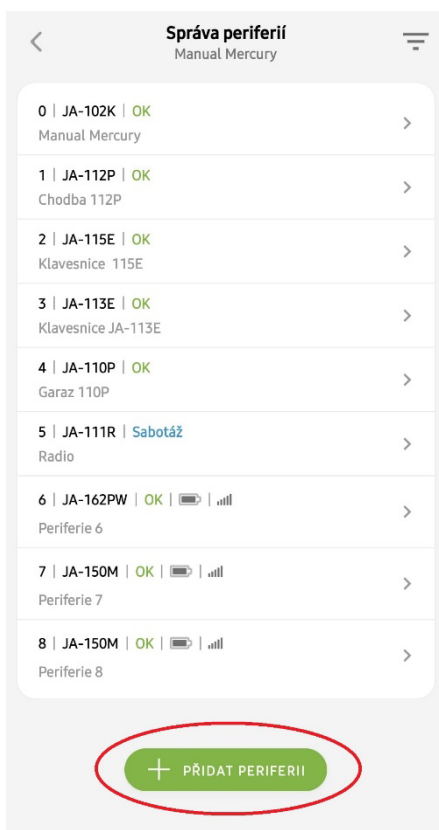 Správa periferií
Manual Mercury
0 | JA-102K | OK
Manual Mercury
1 | JA-112P | OK
Chodba 112P
2 | JA-115E | OK
Klavesnice 115E
3 | JA-113E | OK
Klavesnice JA-113E
4 | JA-110P | OK
Garaz 110P
5 | JA-111R | Sabotáž
Radio
6 | JA-162PW | OK
Periferie 6
7 | JA-150M | OK
Periferie 7
8 | JA-150M | OK
Periferie 8
PŘIDAT PERIFERII